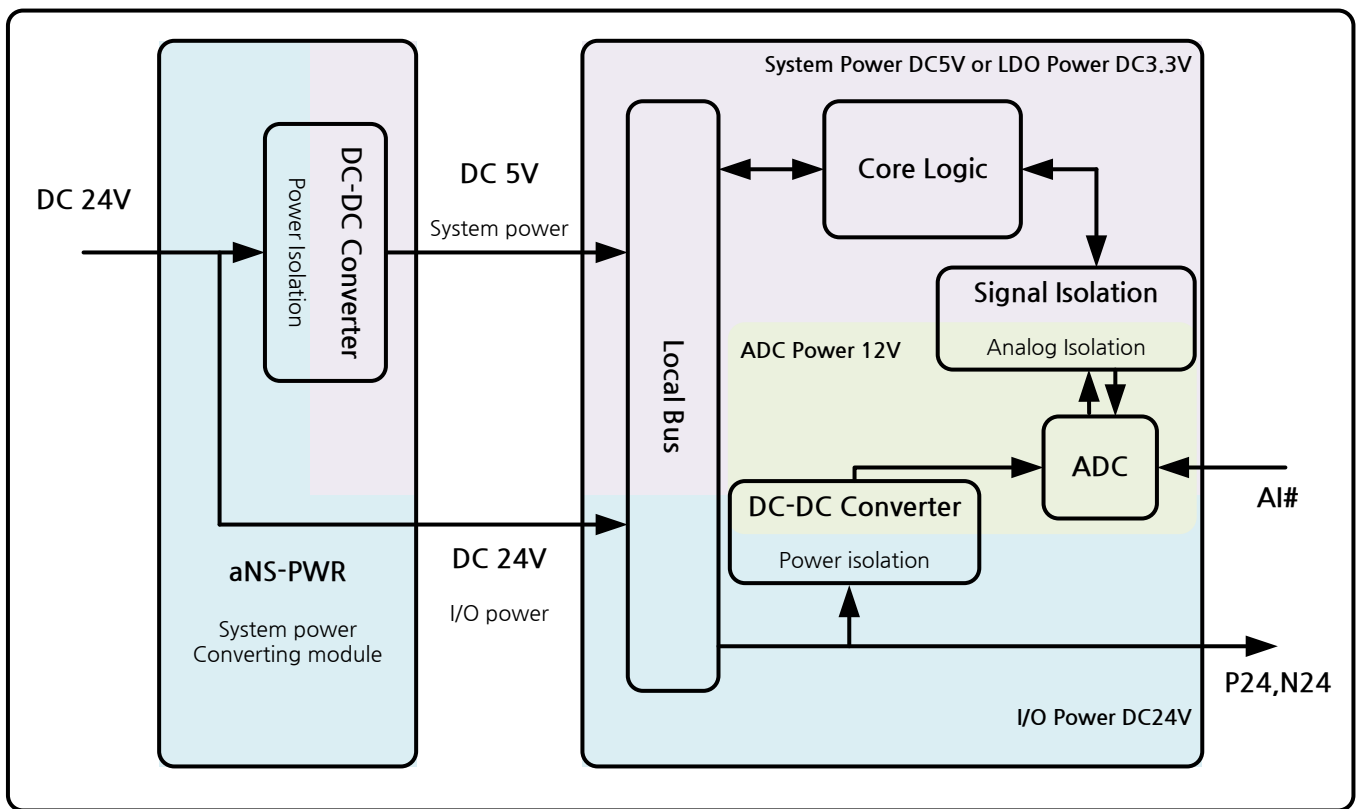 System Power DC5V or LDO Power DC3.3V
DC 24V
DC-DC Converter
Power Isolation
DC 5V
System power
Core Logic
Signal Isolation
Analog Isolation
ADC Power 12V
Local Bus
ADC
AI#
DC-DC Converter
Power isolation
DC 24V
I/O power
aNS-PWR
System power
Converting module
P24,N24
I/O Power DC24V